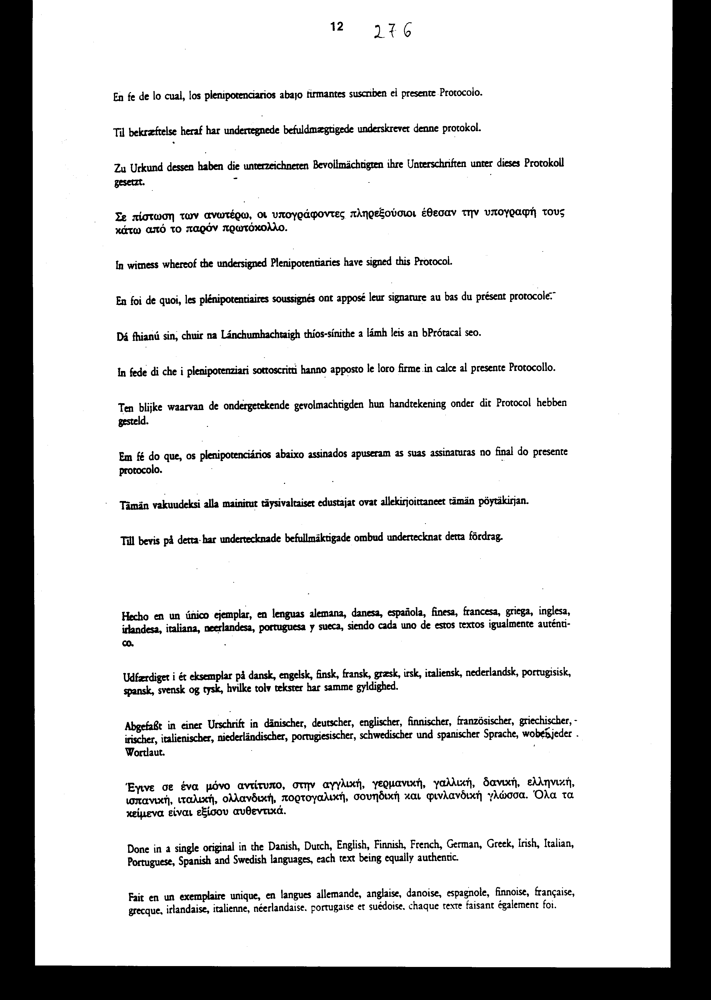 12 276
En fe de lo cual, los plenipotenciarios abajo firmantes suscriben el presente Protocolo.
Til bekræftelse heraf har undertegnede befuldmægtigede underskrevet denne protokol.
Zu Urkund dessen haben die unterzeichneten Bevollmächtigten ihre Unterschriften unter dieses Protokoll
gesetzt.
Σε πίστωση των ανωτέρω, οι υπογράφοντες πληρεξούσιοι έθεσαν την υπογραφή τους
κάτω από το παρόν πρωτόκολλο.
In witness whereof the undersigned Plenipotentiaries have signed this Protocol.
En foi de quoi, les plénipotentiaires soussignés ont apposé leur signature au bas du présent protocole.
Dá fhianú sin, chuir na Lánchumhachtaigh thíos-sínithe a lámh leis an bPrótacal seo.
In fede di che i plenipotenziari sottoscritti hanno apposto le loro firme in calce al presente Protocollo.
Ten blijke waarvan de ondergetekende gevolmachtigden hun handtekening onder dit Protocol hebben
gesteld.
Em fé do que, os plenipotenciários abaixo assinados apuseram as suas assinaturas no final do presente
protocolo.
Tämän vakuudeksi alla mainitut täysivaltaiset edustajat ovat allekirjoittaneet tämän pöytäkirjan.
Till bevis på detta har undertecknade befullmäktigade ombud undertecknat detta fördrag.
Hecho en un único ejemplar, en lenguas alemana, danesa, española, finesa, francesa, griega, inglesa,
irlandesa, italiana, neerlandesa, portuguesa y sueca, siendo cada uno de estos textos igualmente auténti-
co.
Udfærdiget i ét eksemplar på dansk, engelsk, finsk, fransk, græsk, irsk, italiensk, nederlandsk, portugisisk,
spansk, svensk og tysk, hvilke tolv tekster har samme gyldighed.
Abgefaßt in einer Urschrift in dänischer, deutscher, englischer, finnischer, französischer, griechischer,
irischer, italienischer, niederländischer, portugiesischer, schwedischer und spanischer Sprache, wobei jeder
Wortlaut.
Έγινε σε ένα μόνο αντίτυπο, στην αγγλική, γερμανική, γαλλική, δανική, ελληνική,
ισπανική, ιταλική, ολλανδική, πορτογαλική, σουηδική και φινλανδική γλώσσα. Όλα τα
κείμενα είναι εξίσου αυθεντικά.
Done in a single original in the Danish, Dutch, English, Finnish, French, German, Greek, Irish, Italian,
Portuguese, Spanish and Swedish languages, each text being equally authentic.
Fait en un exemplaire unique, en langues allemande, anglaise, danoise, espagnole, finnoise, française,
grecque, irlandaise, italienne, néerlandaise, portugaise et suédoise, chaque texte faisant également foi.